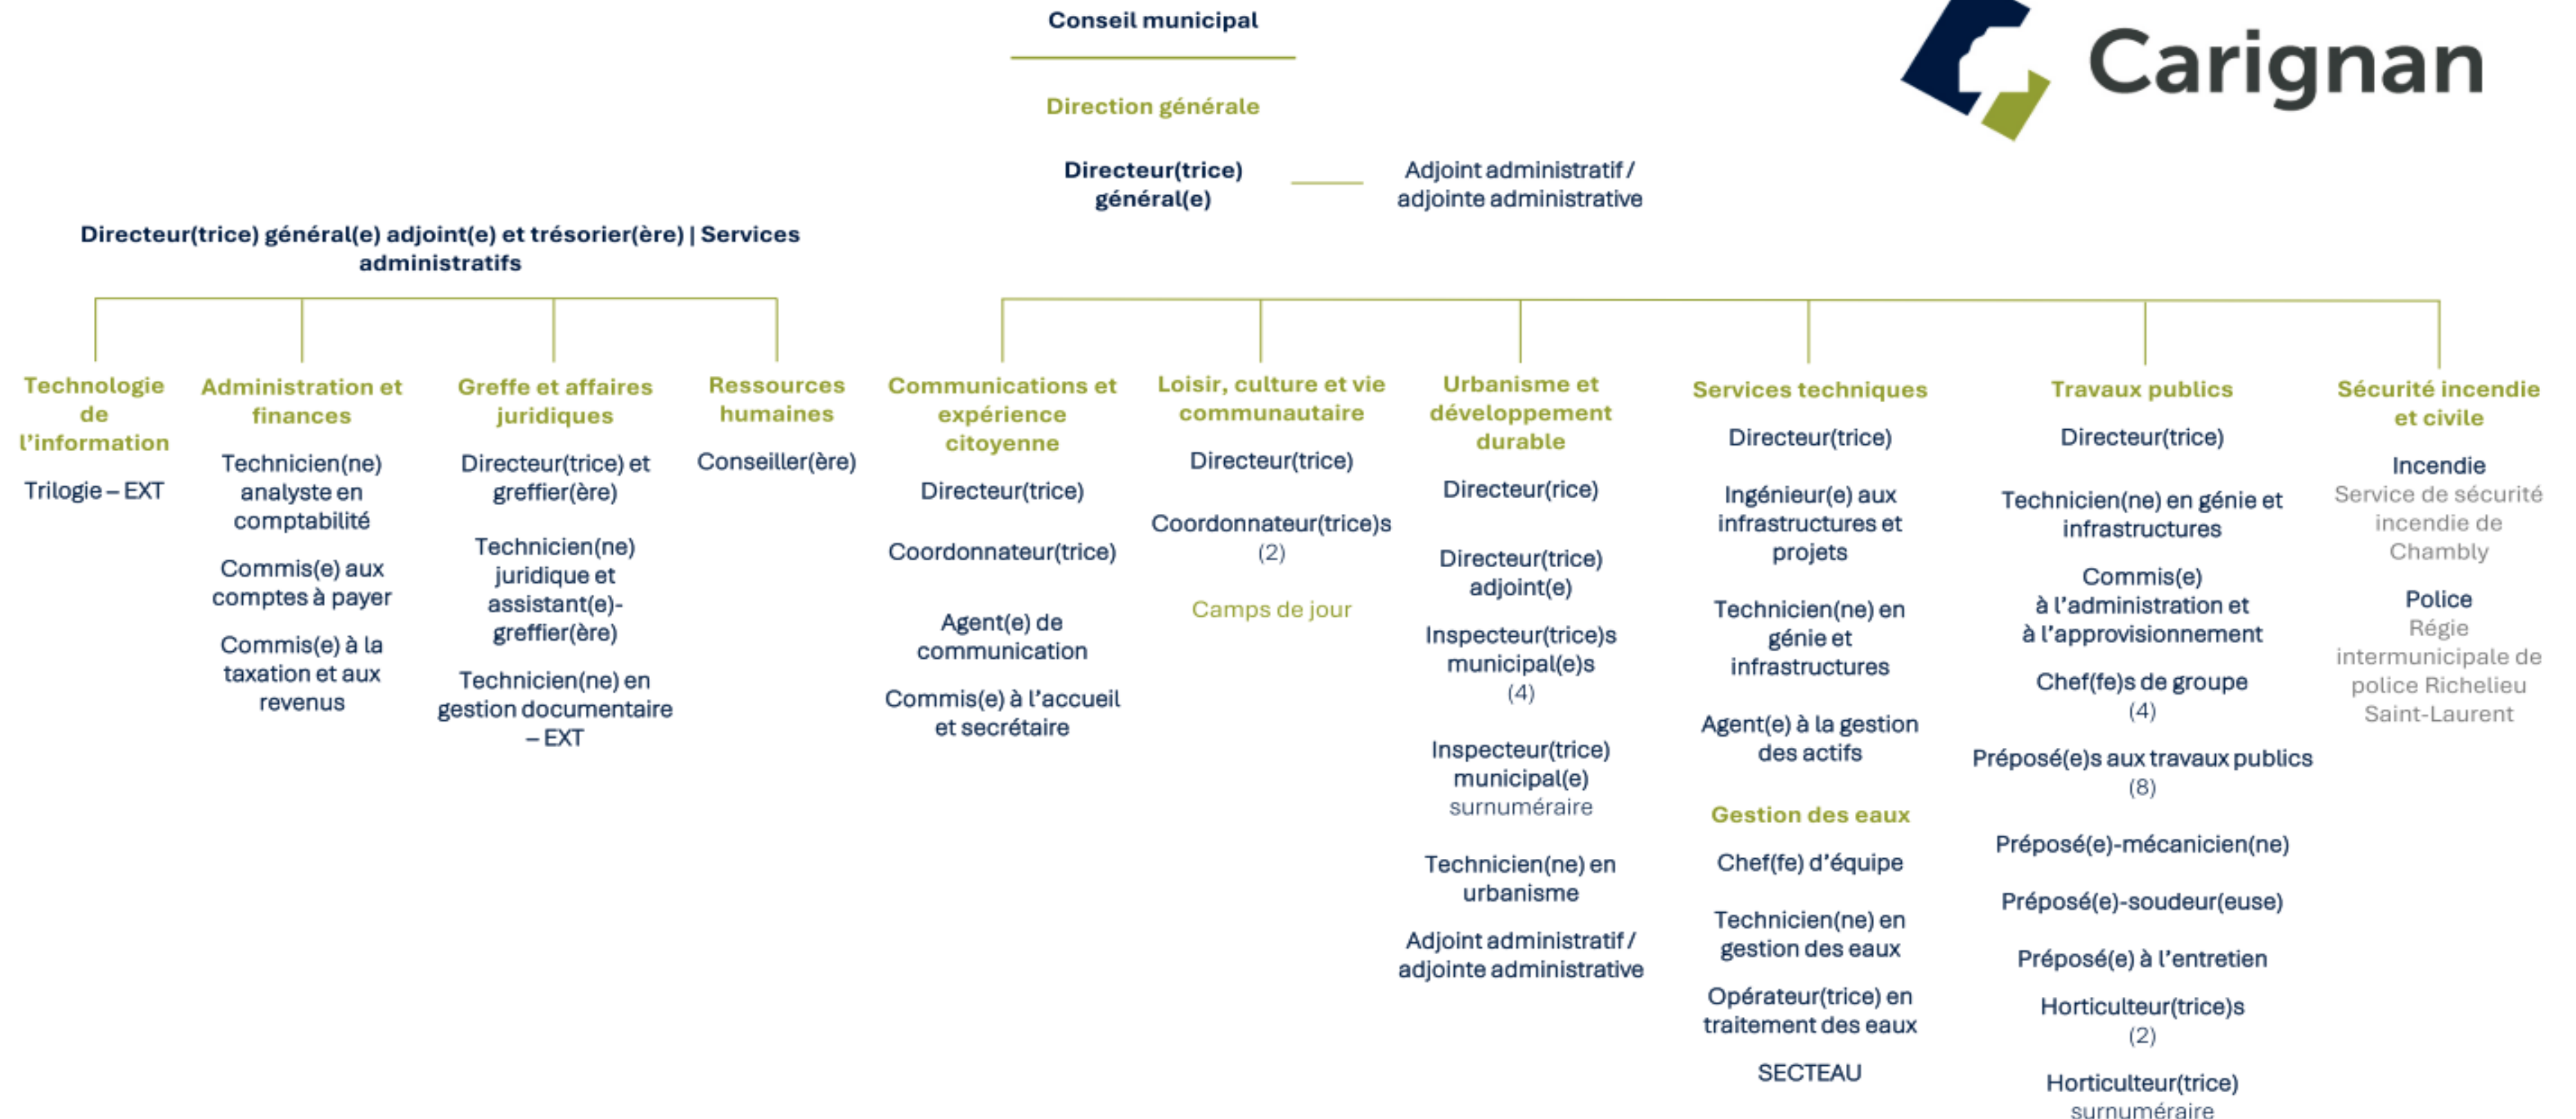 Conseil municipal
Carignan
Direction générale
Directeur(trice)
général(e)
Adjoint administratif /
adjointe administrative
Directeur(trice) général(e) adjoint(e) et trésorier(ère) | Services
administratifs
Technologie
de
l’information
Trilogie – EXT
Administration et
finances
Technicien(ne)
analyste en
comptabilité
Commis(e) aux
comptes à payer
Commis(e) à la
taxation et aux
revenus
Greffe et affaires
juridiques
Directeur(trice) et
greffier(ère)
Technicien(ne)
juridique et
assistant(e)-
greffier(ère)
Technicien(ne) en
gestion documentaire
– EXT
Ressources
humaines
Conseiller(ère)
Communications et
expérience
citoyenne
Directeur(trice)
Coordonnateur(trice)
Agent(e) de
communication
Commis(e) à l’accueil
et secrétaire
Loisir, culture et vie
communautaire
Directeur(trice)
Coordonnateur(trice)s
(2)
Camps de jour
Urbanisme et
développement
durable
Directeur(rice)
Directeur(trice)
adjoint(e)
Inspecteur(trice)s
municipal(e)s
(4)
Inspecteur(trice)
municipal(e)
surnuméraire
Technicien(ne) en
urbanisme
Adjoint administratif /
adjointe administrative
Services techniques
Directeur(trice)
Ingénieur(e) aux
infrastructures et
projets
Technicien(ne) en
génie et
infrastructures
Agent(e) à la gestion
des actifs
Gestion des eaux
Chef(fe) d’équipe
Technicien(ne) en
gestion des eaux
Opérateur(trice) en
traitement des eaux
SECTEAU
Travaux publics
Directeur(trice)
Technicien(ne) en génie et
infrastructures
Commis(e)
à l’administration et
à l’approvisionnement
Chef(fe)s de groupe
(4)
Préposé(e)s aux travaux publics
(8)
Préposé(e)-mécanicien(ne)
Préposé(e)-soudeur(euse)
Préposé(e) à l’entretien
Horticulteur(trice)s
(2)
Horticulteur(trice)
surnuméraire
Sécurité incendie
et civile
Incendie
Service de sécurité
incendie de
Chambly
Police
Régie
intermunicipale de
police Richelieu
Saint-Laurent